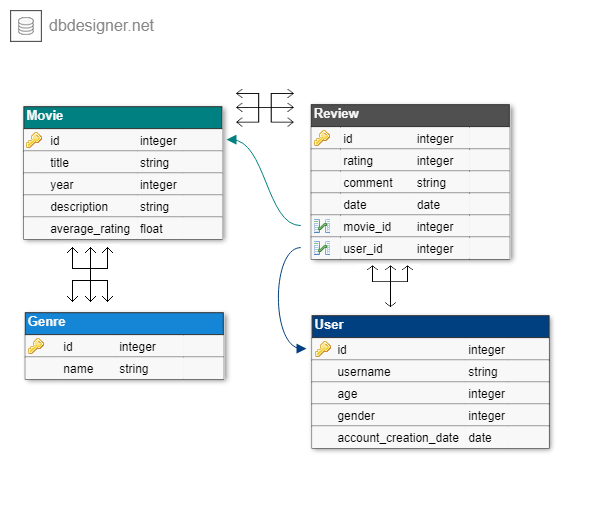 dbdesigner.net
Movie
id integer
title string
year integer
description string
average_rating float
Review
id integer
rating integer
comment string
date date
movie_id integer
user_id integer
Genre
id integer
name string
User
id integer
username string
age integer
gender integer
account_creation_date date